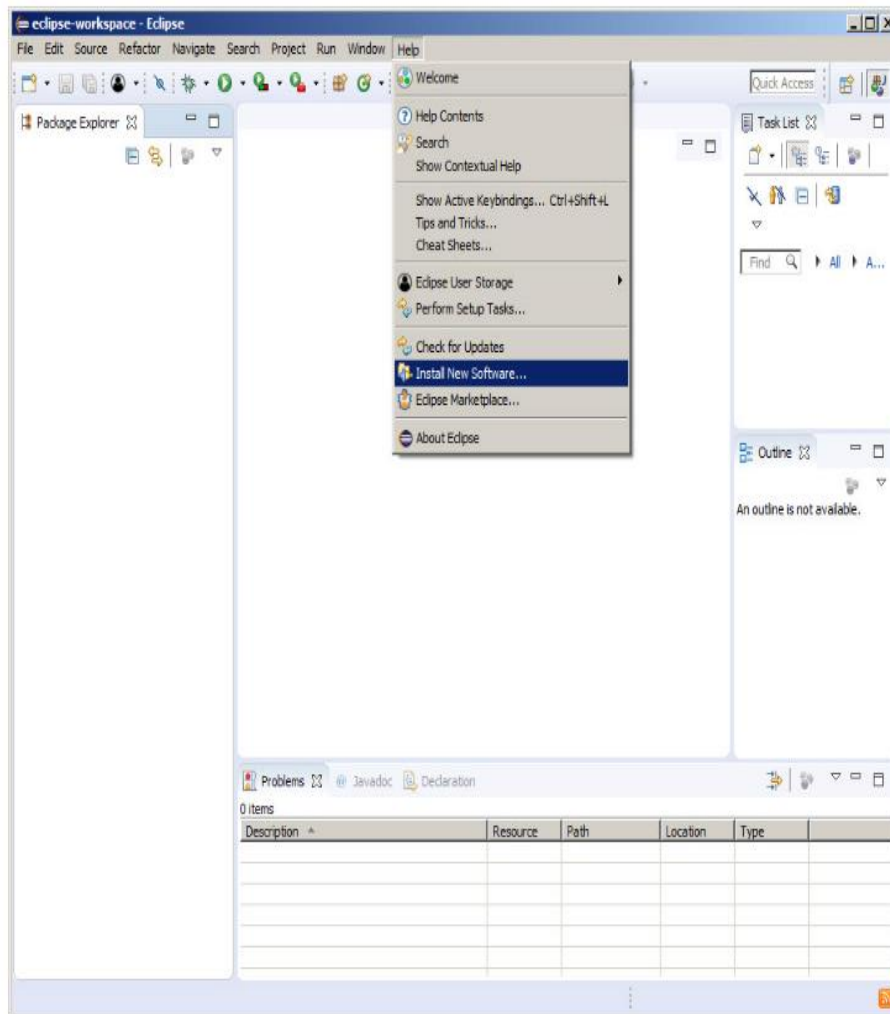 eclipse-workspace - Eclipse
File Edit Source Refactor Navigate Search Project Run Window Help
Quick Access
Package Explorer
Welcome
Help Contents
Search
Show Contextual Help
Show Active Keybindings... Ctrl+Shift+L
Tips and Tricks...
Cheat Sheets...
Eclipse User Storage
Perform Setup Tasks...
Check for Updates
Install New Software...
Eclipse Marketplace...
About Eclipse
Task List
Find All A...
Outline
An outline is not available.
Problems @ Javadoc Declaration
0 items
Description Resource Path Location Type